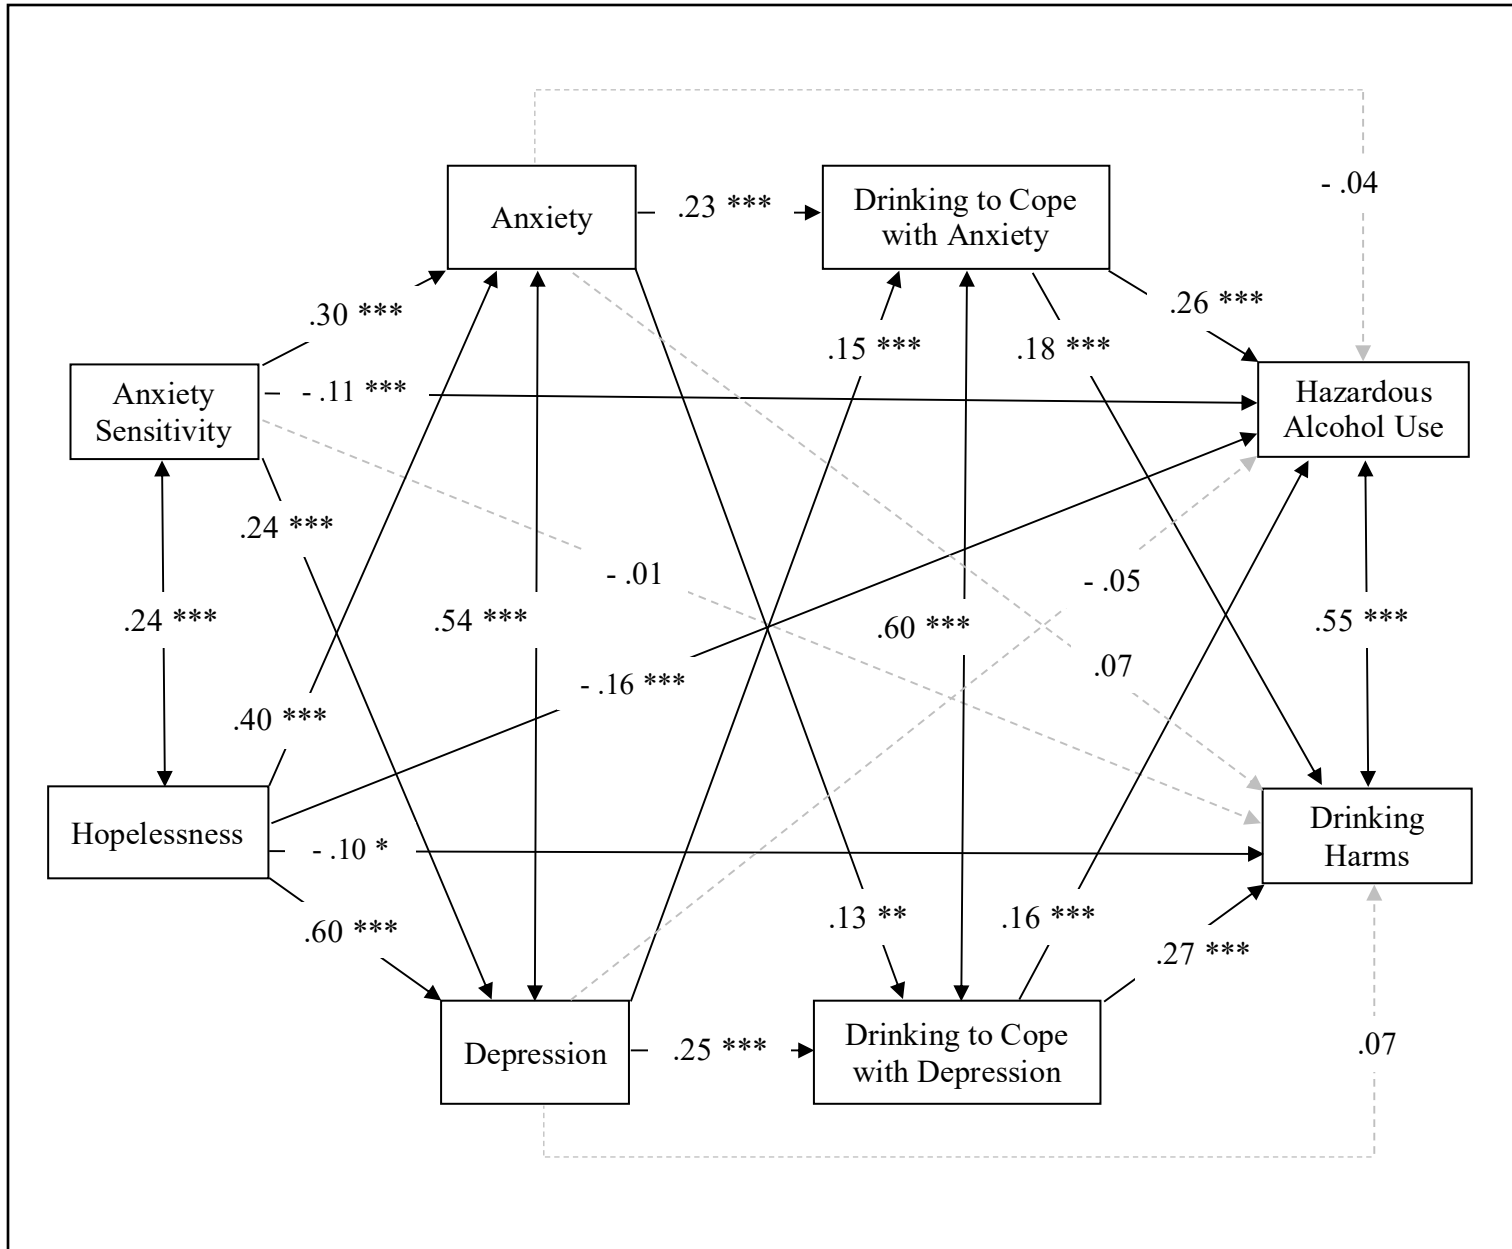 - .04
Anxiety
.23 ***
Drinking to Cope
with Anxiety
.30 ***
.15 ***
.18 ***
.26 ***
Anxiety
Sensitivity
- .11 ***
Hazardous
Alcohol Use
.24 ***
- .01
- .05
.24 ***
.54 ***
.60 ***
.55 ***
.07
- .16 ***
.40 ***
Hopelessness
- .10 *
Drinking
Harms
.60 ***
.13 **
.16 ***
.27 ***
Depression
.25 ***
Drinking to Cope
with Depression
.07